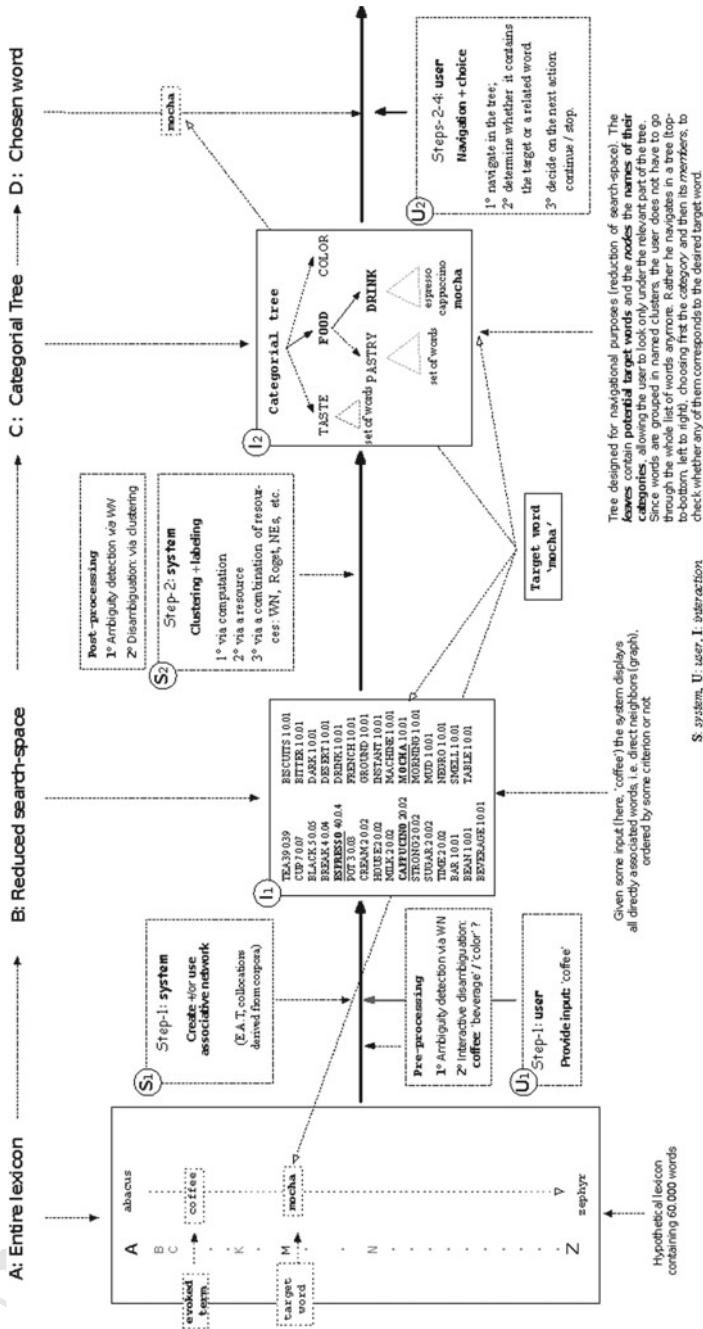 A: Entire lexicon
B: Reduced search-space
C: Categorial Tree
D: Chosen word
A
abacus
B
C
evoked
term
coffee
K
target
word
M
mocha
N
Z
zephyr
Hypothetical lexicon
containing 60.000 words
S1
Step-1: system
Create +/or use
associative network
(E.A.T, collocations
derived from corpora)
Pre-processing
1° Ambiguity detection via WN
2° Interactive disambiguation:
coffee: 'beverage' / 'color' ?
U1
Step-1: user
Provide input: 'coffee'
I1
TEA 39 0.39
CUP 7 0.07
BLACK 5 0.05
BREAK 4 0.04
ESPRESSO 40.0.4
POT 3 0.03
CREAM 2 0.02
HOUSE 2 0.02
MILK 2 0.02
CAPPUCINO 20.02
STRONG 2 0.02
SUGAR 2 0.02
TIME 2 0.02
BAR 1 0.01
BEAN 1 0.01
BEVERAGE 1 0.01
BISCUITS 1 0.01
BITTER 1 0.01
DARK 1 0.01
DESERT 1 0.01
DRINK 1 0.01
FRENCH 1 0.01
GROUND 1 0.01
INSTANT 1 0.01
MACHINE 1 0.01
MOCHA 1 0.01
MORNING 1 0.01
MUD 1 0.01
NEGRO 1 0.01
SMELL 1 0.01
TABLE 1 0.01
Given some input (here, 'coffee') the system displays
all directly associated words, i.e. direct neighbors (graph),
ordered by some criterion or not
Post-processing
1° Ambiguity detection via WN
2° Disambiguation: via clustering
S2
Step-2: system
Clustering + labeling
1° via computation
2° via a resource
3° via a combination of resour-
ces: WN, Roget, NEs, etc.
Target word
'mocha'
I2
Categorial tree
TASTE
FOOD
COLOR
set of words
PASTRY
DRINK
set of words
espresso
cappuccino
mocha
Tree designed for navigational purposes (reduction of search-space). The
leaves contain potential target words and the nodes the names of their
categories, allowing the user to look only under the relevant part of the tree.
Since words are grouped in named clusters, the user does not have to go
through the whole list of words anymore. Rather he navigates in a tree (top-
to-bottom, left to right), choosing first the category and then its members, to
check whether any of them corresponds to the desired target word.
mocha
U2
Steps-2-4: user
Navigation + choice
1° navigate in the tree;
2° determine whether it contains
the target or a related word.
3° decide on the next action:
continue / stop.
S: system, U: user, I: interaction